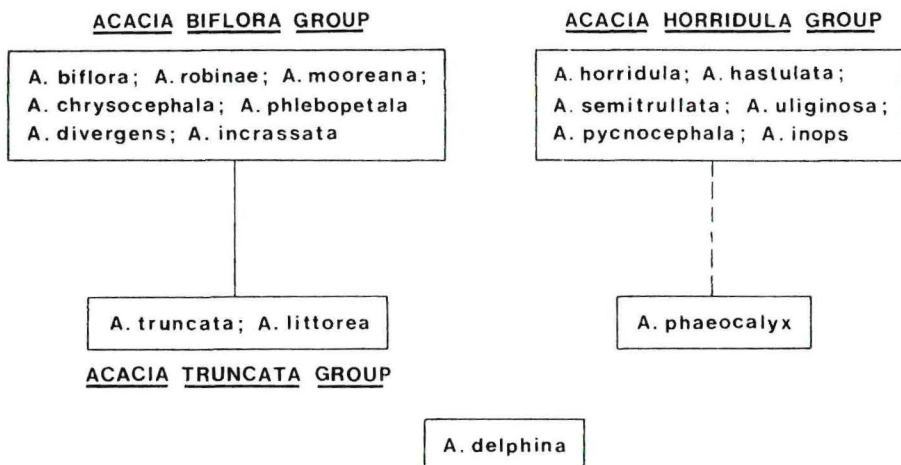 ACACIA BIFLORA GROUP
A. biflora; A. robinae; A. mooreana;
A. chrysocephala; A. phlebopetala
A. divergens; A. incrassata
ACACIA HORRIDULA GROUP
A. horridula; A. hastulata;
A. semitrullata; A. uliginosa;
A. pycnocephala; A. inops
A. truncata; A. littorea
ACACIA TRUNCATA GROUP
A. phaeocalyx
A. delphina